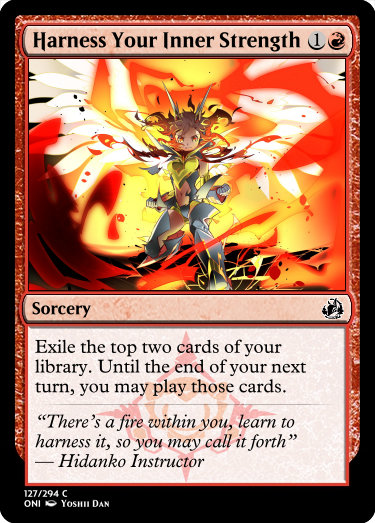 Harness Your Inner Strength 1
Sorcery
Exile the top two cards of your
library. Until the end of your next
turn, you may play those cards.
“There's a fire within you, learn to
harness it, so you may call it forth”
— Hidanko Instructor
127/294 C
ONI Yoshii Dan